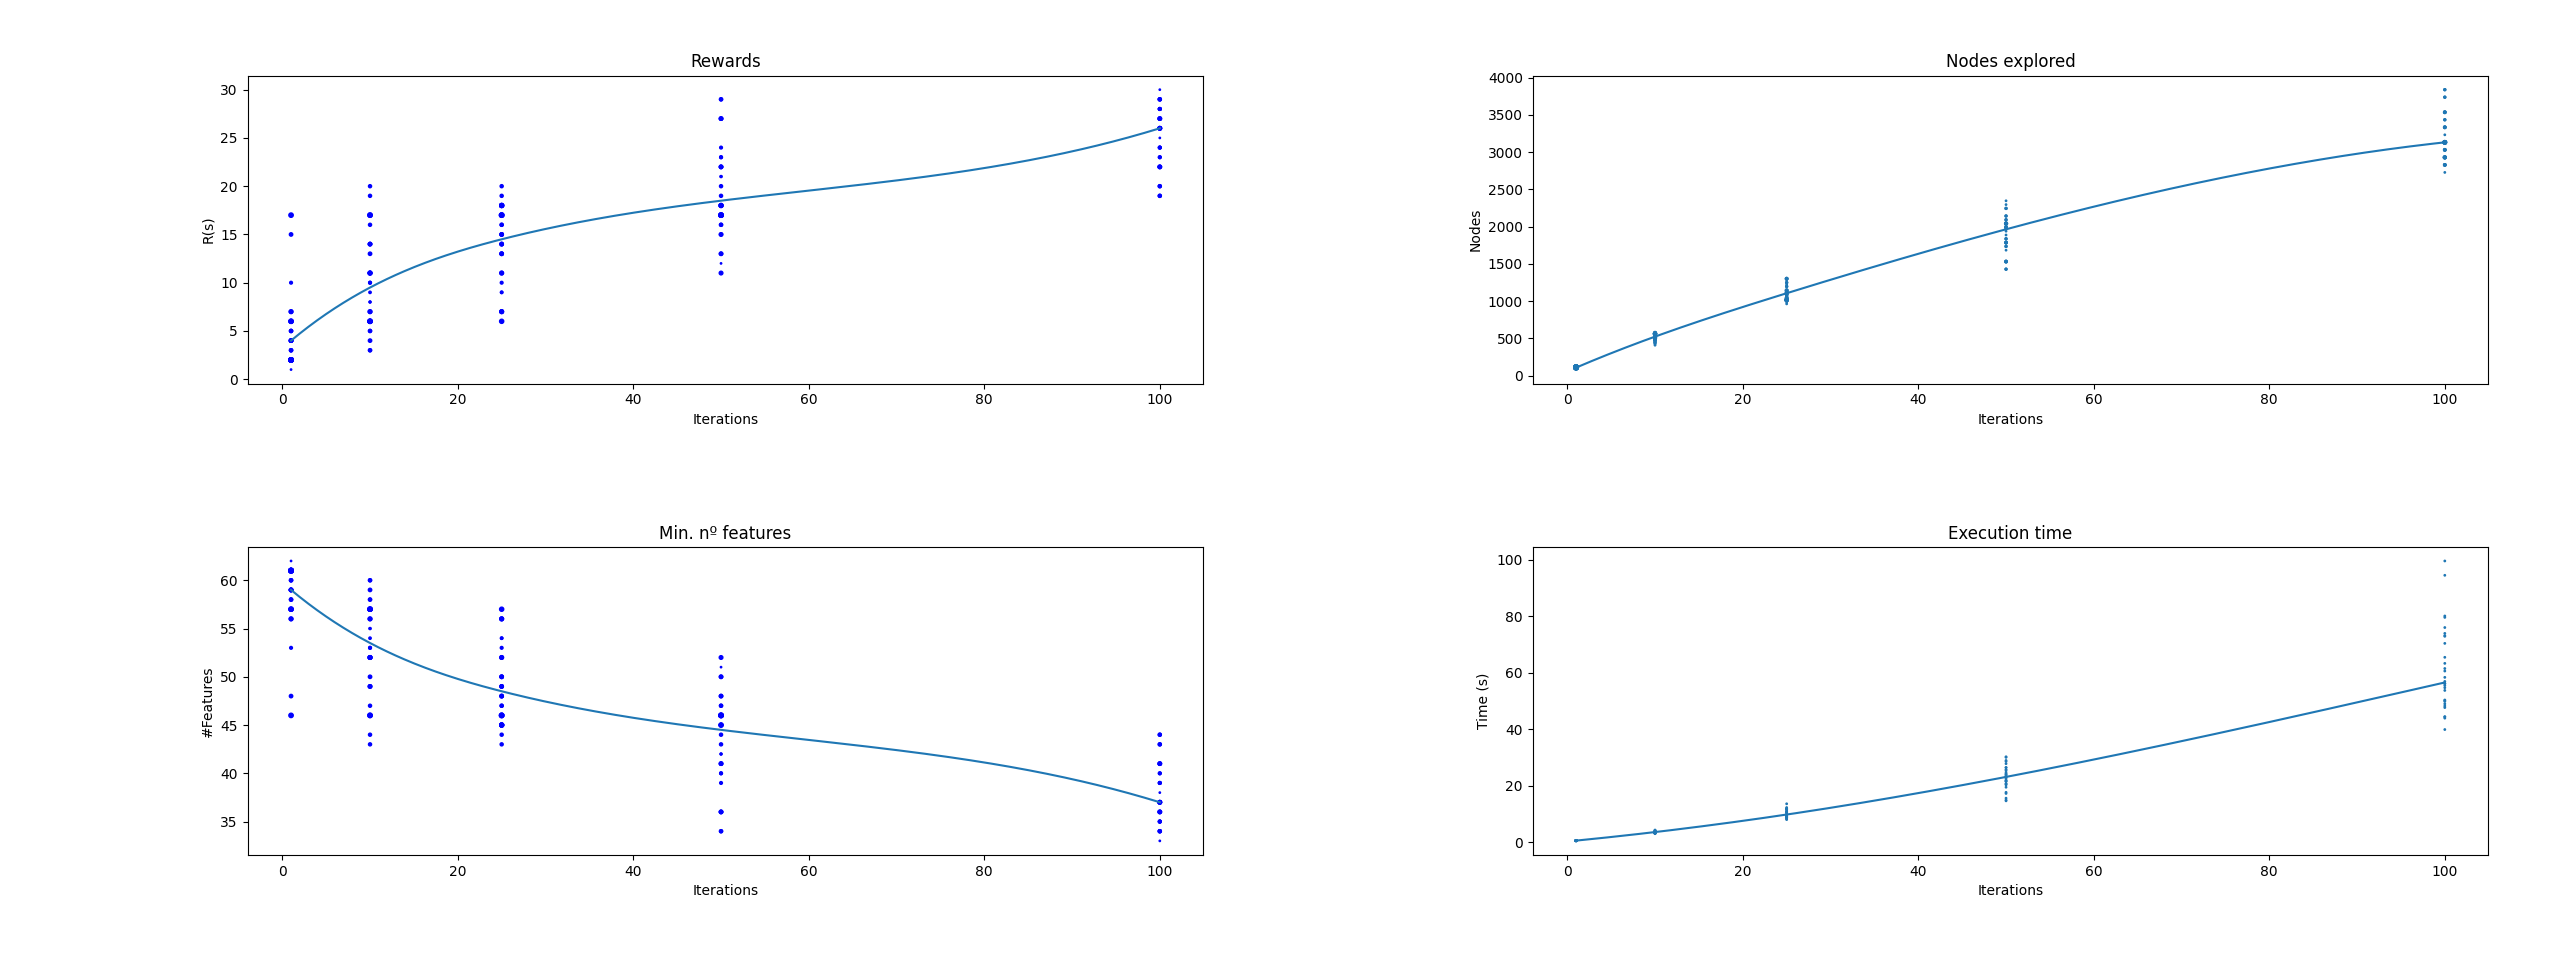 Rewards
30
25
20
15
10
5
0
R(s)
0 20 40 60 80 100
Iterations
Nodes explored
4000
3500
3000
2500
2000
1500
1000
500
0
Nodes
0 20 40 60 80 100
Iterations
Min. nº features
60
55
50
45
40
35
#Features
0 20 40 60 80 100
Iterations
Execution time
100
80
60
40
20
0
Time (s)
0 20 40 60 80 100
Iterations